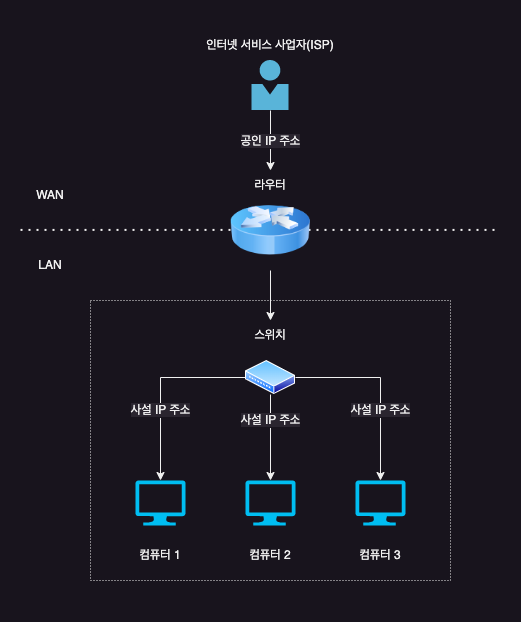 인터넷 서비스 사업자(ISP)
공인 IP 주소
라우터
WAN
LAN
스위치
사설 IP 주소
사설 IP 주소
사설 IP 주소
컴퓨터 1
컴퓨터 2
컴퓨터 3